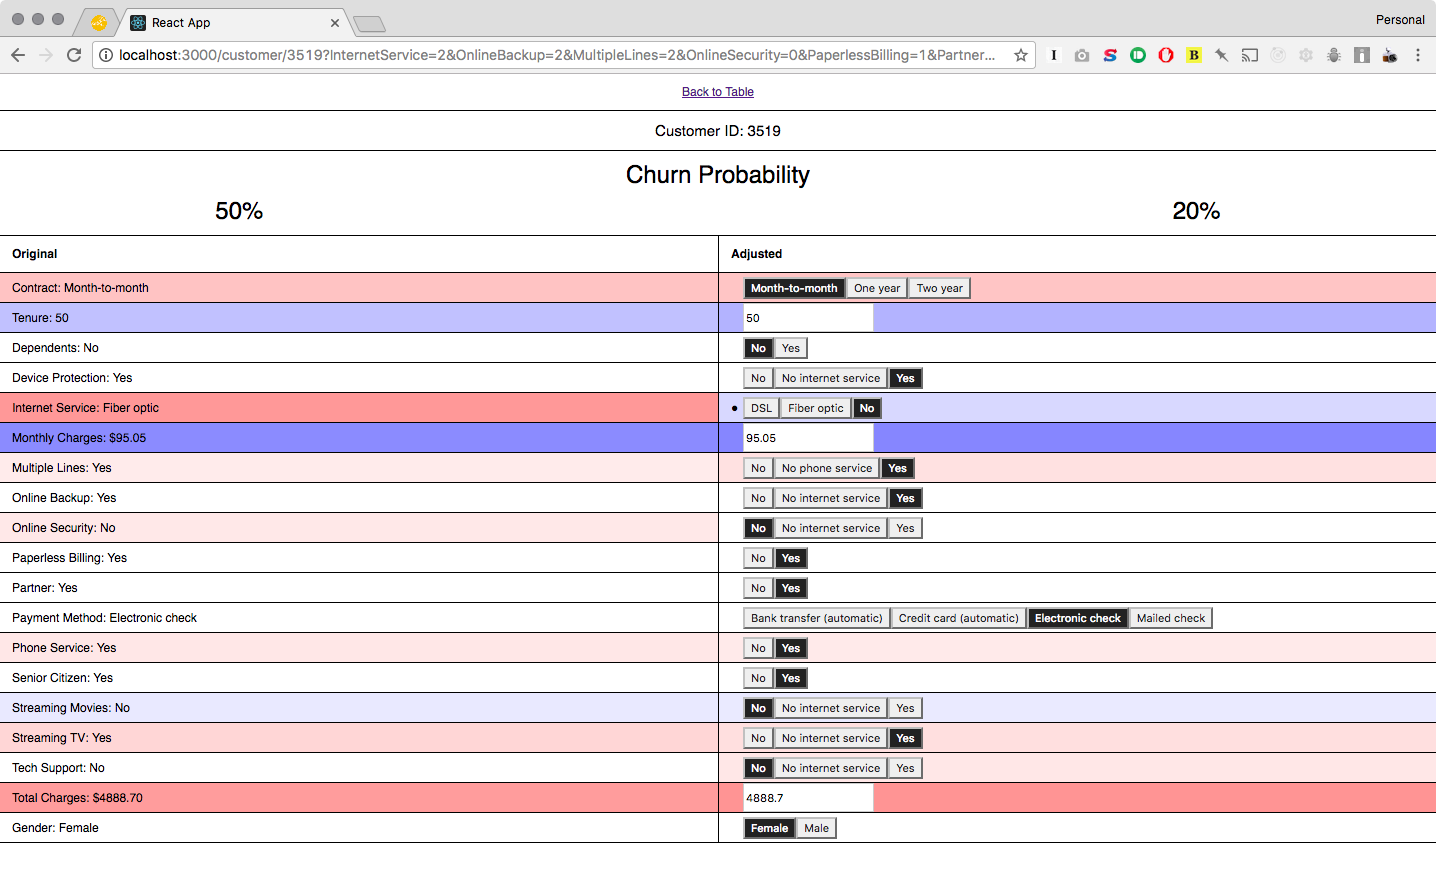 React App
Personal
localhost:3000/customer/3519?InternetService=2&OnlineBackup=2&MultipleLines=2&OnlineSecurity=0&PaperlessBilling=1&Partner...
Back to Table
Customer ID: 3519
Churn Probability
50% 20%
Original Adjusted
Contract: Month-to-month Month-to-month One year Two year
Tenure: 50 50
Dependents: No No Yes
Device Protection: Yes No No internet service Yes
Internet Service: Fiber optic • DSL Fiber optic No
Monthly Charges: $95.05 95.05
Multiple Lines: Yes No No phone service Yes
Online Backup: Yes No No internet service Yes
Online Security: No No No internet service Yes
Paperless Billing: Yes No Yes
Partner: Yes No Yes
Payment Method: Electronic check Bank transfer (automatic) Credit card (automatic) Electronic check Mailed check
Phone Service: Yes No Yes
Senior Citizen: Yes No Yes
Streaming Movies: No No No internet service Yes
Streaming TV: Yes No No internet service Yes
Tech Support: No No No internet service Yes
Total Charges: $4888.70 4888.7
Gender: Female Female Male